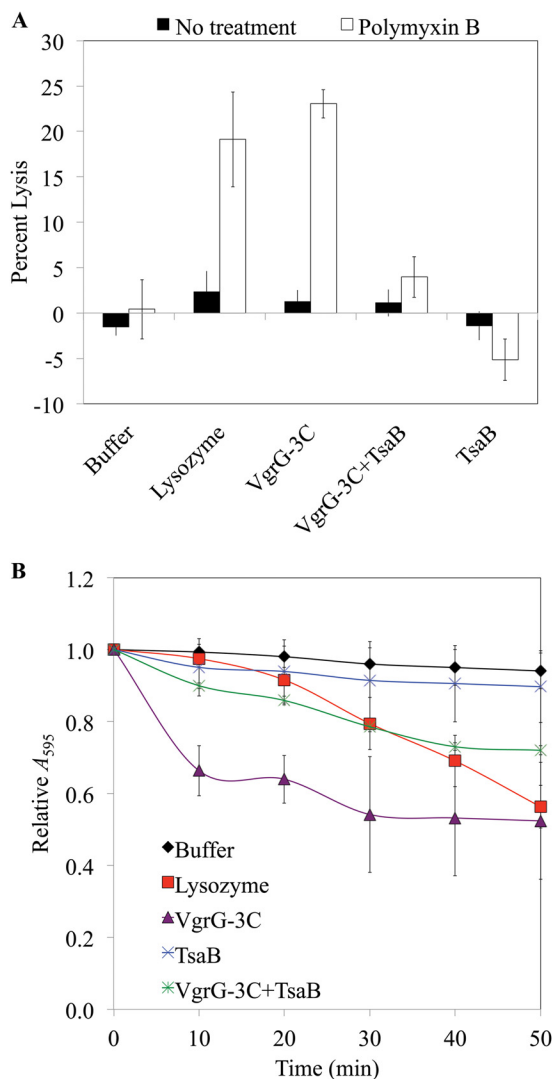 A
No treatment Polymyxin B
30
25
20
15
10
5
0
-5
-10
Percent Lysis
Buffer
Lysozyme
VgrG-3C
VgrG-3C+TsaB
TsaB
B
1.2
1.0
0.8
0.6
0.4
0.2
0.0
Relative A595
Buffer
Lysozyme
VgrG-3C
TsaB
VgrG-3C+TsaB
0 10 20 30 40 50
Time (min)